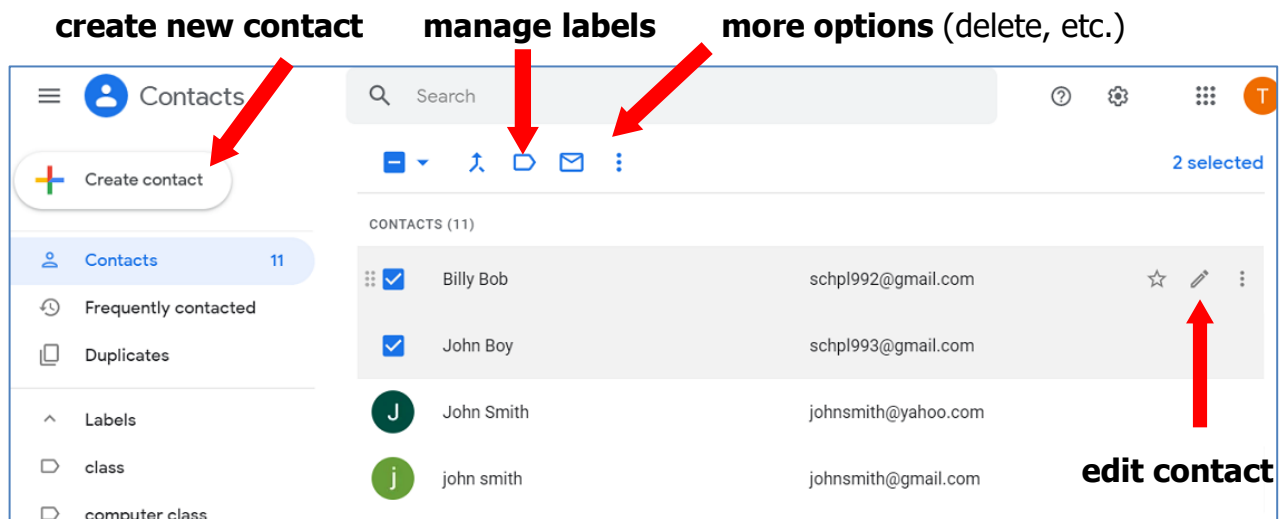 create new contact manage labels more options (delete, etc.)
Contacts Search T
Create contact 2 selected
CONTACTS (11)
Contacts 11
Billy Bob schpl992@gmail.com
Frequently contacted
John Boy schpl993@gmail.com
Duplicates
J John Smith johnsmith@yahoo.com
Labels
class
j john smith johnsmith@gmail.com
edit contact
computer class